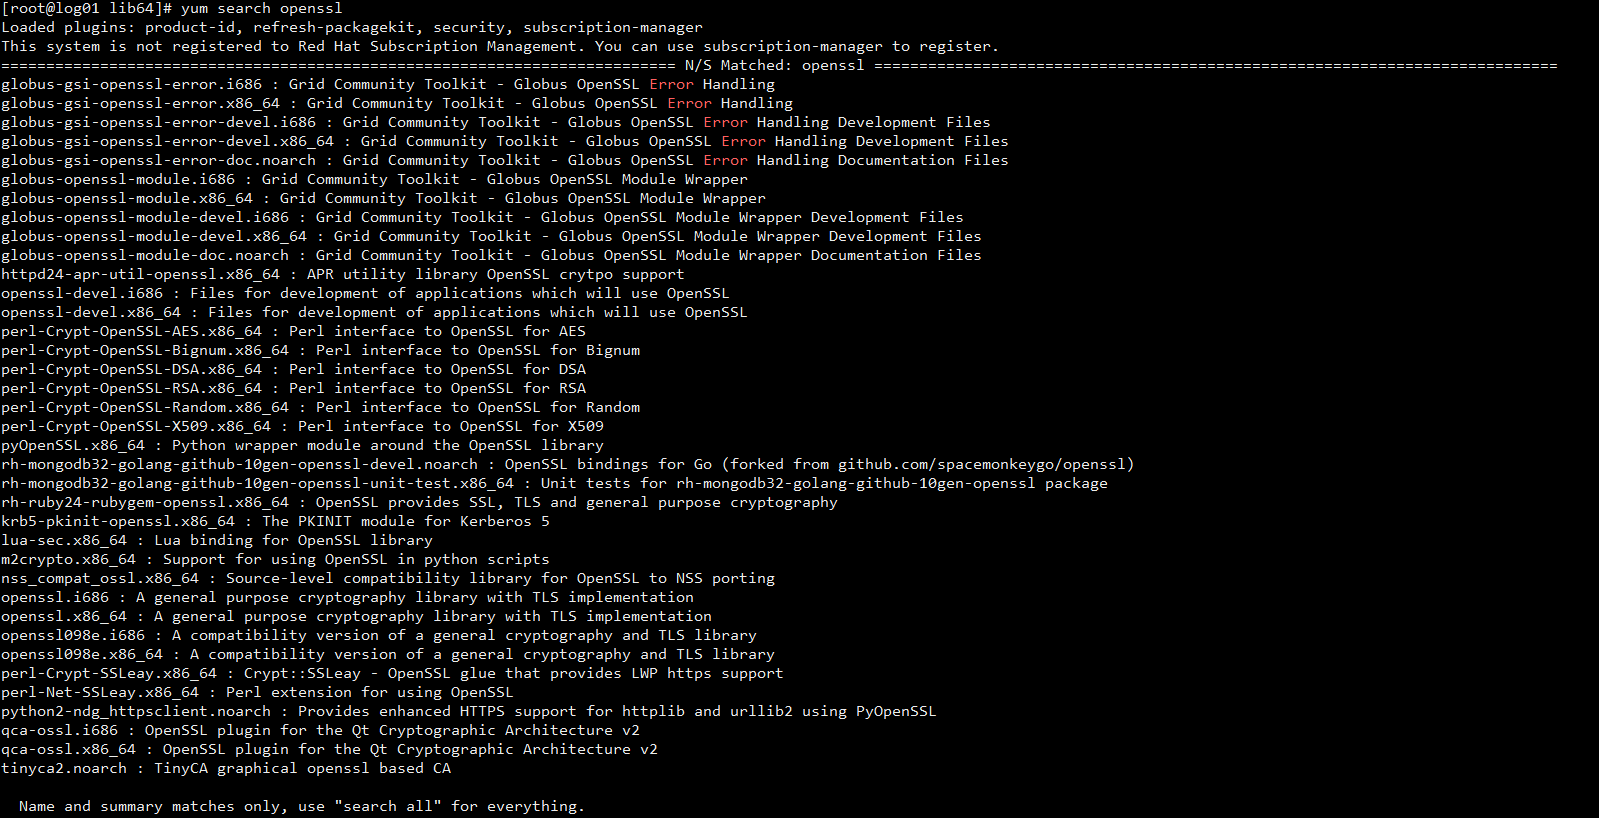 [root@log01 lib64]# yum search openssl
Loaded plugins: product-id, refresh-packagekit, security, subscription-manager
This system is not registered to Red Hat Subscription Management. You can use subscription-manager to register.
=========================================================================== N/S Matched: openssl ============================================================================
globus-gsi-openssl-error.i686 : Grid Community Toolkit - Globus OpenSSL Error Handling
globus-gsi-openssl-error.x86_64 : Grid Community Toolkit - Globus OpenSSL Error Handling
globus-gsi-openssl-error-devel.i686 : Grid Community Toolkit - Globus OpenSSL Error Handling Development Files
globus-gsi-openssl-error-devel.x86_64 : Grid Community Toolkit - Globus OpenSSL Error Handling Development Files
globus-gsi-openssl-error-doc.noarch : Grid Community Toolkit - Globus OpenSSL Error Handling Documentation Files
globus-openssl-module.i686 : Grid Community Toolkit - Globus OpenSSL Module Wrapper
globus-openssl-module.x86_64 : Grid Community Toolkit - Globus OpenSSL Module Wrapper
globus-openssl-module-devel.i686 : Grid Community Toolkit - Globus OpenSSL Module Wrapper Development Files
globus-openssl-module-devel.x86_64 : Grid Community Toolkit - Globus OpenSSL Module Wrapper Development Files
globus-openssl-module-doc.noarch : Grid Community Toolkit - Globus OpenSSL Module Wrapper Documentation Files
httpd24-apr-util-openssl.x86_64 : APR utility library OpenSSL crytpo support
openssl-devel.i686 : Files for development of applications which will use OpenSSL
openssl-devel.x86_64 : Files for development of applications which will use OpenSSL
perl-Crypt-OpenSSL-AES.x86_64 : Perl interface to OpenSSL for AES
perl-Crypt-OpenSSL-Bignum.x86_64 : Perl interface to OpenSSL for Bignum
perl-Crypt-OpenSSL-DSA.x86_64 : Perl interface to OpenSSL for DSA
perl-Crypt-OpenSSL-RSA.x86_64 : Perl interface to OpenSSL for RSA
perl-Crypt-OpenSSL-Random.x86_64 : Perl interface to OpenSSL for Random
perl-Crypt-OpenSSL-X509.x86_64 : Perl interface to OpenSSL for X509
pyOpenSSL.x86_64 : Python wrapper module around the OpenSSL library
rh-mongodb32-golang-github-10gen-openssl-devel.noarch : OpenSSL bindings for Go (forked from github.com/spacemonkeygo/openssl)
rh-mongodb32-golang-github-10gen-openssl-unit-test.x86_64 : Unit tests for rh-mongodb32-golang-github-10gen-openssl package
rh-ruby24-rubygem-openssl.x86_64 : OpenSSL provides SSL, TLS and general purpose cryptography
krb5-pkinit-openssl.x86_64 : The PKINIT module for Kerberos 5
lua-sec.x86_64 : Lua binding for OpenSSL library
m2crypto.x86_64 : Support for using OpenSSL in python scripts
nss_compat_ossl.x86_64 : Source-level compatibility library for OpenSSL to NSS porting
openssl.i686 : A general purpose cryptography library with TLS implementation
openssl.x86_64 : A general purpose cryptography library with TLS implementation
openssl098e.i686 : A compatibility version of a general cryptography and TLS library
openssl098e.x86_64 : A compatibility version of a general cryptography and TLS library
perl-Crypt-SSLeay.x86_64 : Crypt::SSLeay - OpenSSL glue that provides LWP https support
perl-Net-SSLeay.x86_64 : Perl extension for using OpenSSL
python2-ndg_httpsclient.noarch : Provides enhanced HTTPS support for httplib and urllib2 using PyOpenSSL
qca-ossl.i686 : OpenSSL plugin for the Qt Cryptographic Architecture v2
qca-ossl.x86_64 : OpenSSL plugin for the Qt Cryptographic Architecture v2
tinyca2.noarch : TinyCA graphical openssl based CA
Name and summary matches only, use "search all" for everything.